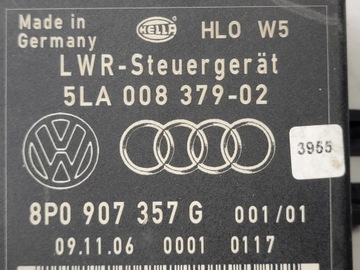 Made in
Germany
HELLA
HLO W5
LWR-Steuergerät
5LA 008 379-02
3955
8P0 907 357 G 001/01
09.11.06 0001 0117